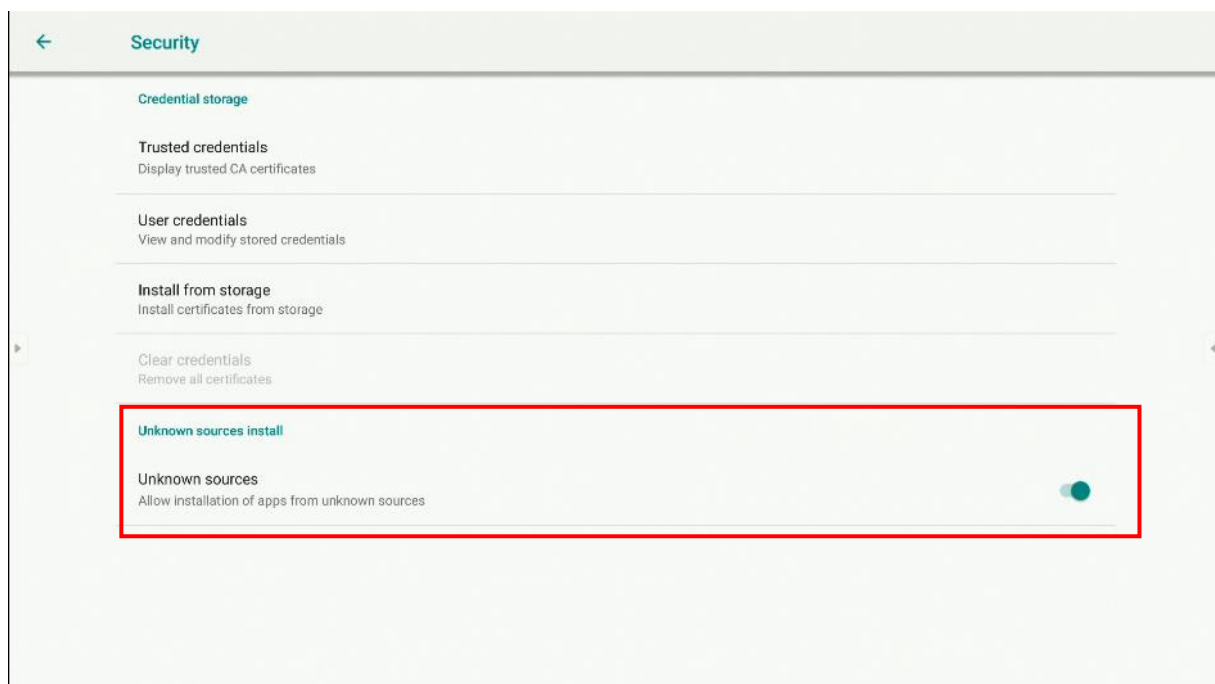 Security
Credential storage
Trusted credentials
Display trusted CA certificates
User credentials
View and modify stored credentials
Install from storage
Install certificates from storage
Clear credentials
Remove all certificates
Unknown sources install
Unknown sources
Allow installation of apps from unknown sources